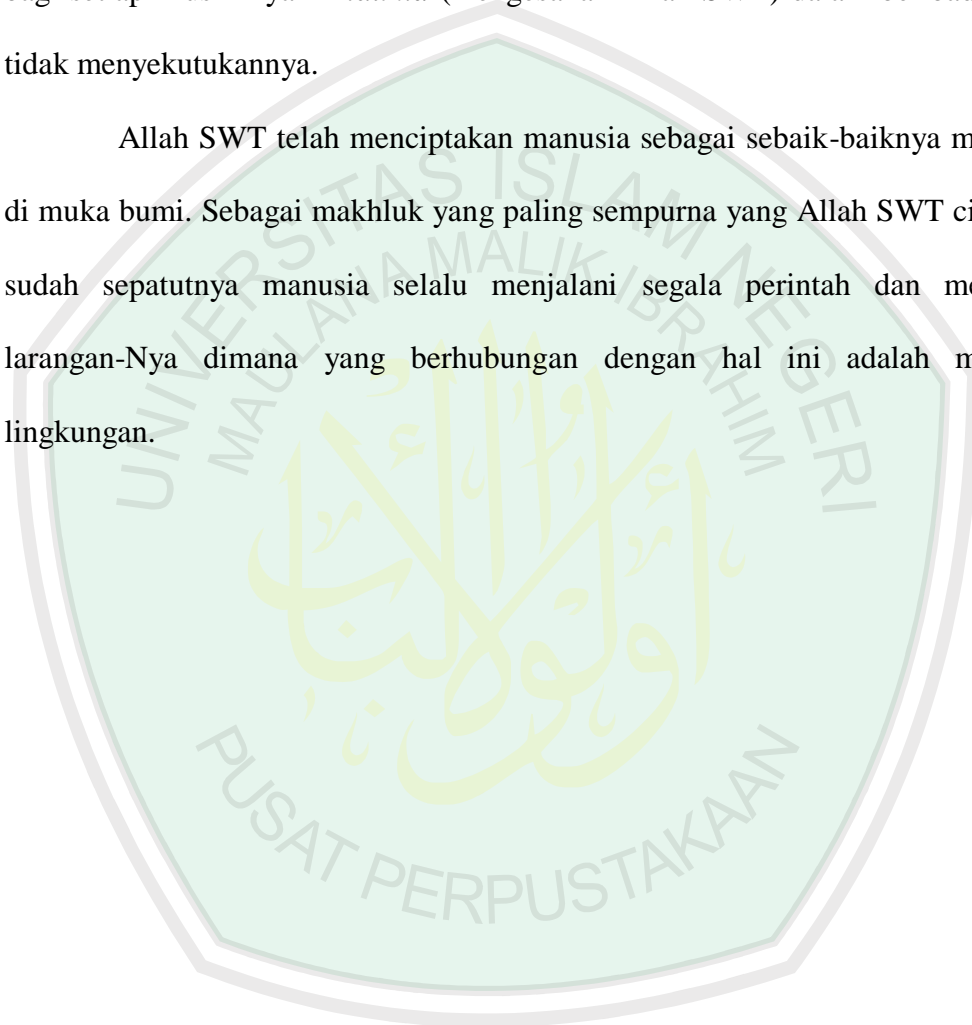 tidak menyekutukannya.
Allah SWT telah menciptakan manusia sebagai sebaik-baiknya
di muka bumi. Sebagai makhluk yang paling sempurna yang Allah SWT
sudah sepatutnya manusia selalu menjalani segala perintah dan
larangan-Nya dimana yang berhubungan dengan hal ini adalah
lingkungan.
UNIVERSITAS ISLAM NEGERI
MAULANA MALIK IBRAHIM
أولوالألباب
PUSAT PERPUSTAKAAN